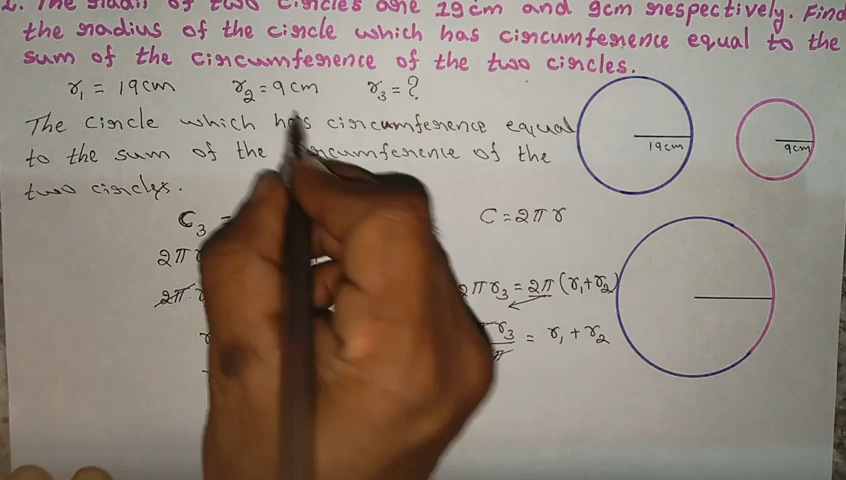 The radii of two circles are 19cm and 9cm respectively. Find
the radius of the circle which has circumference equal to the
sum of the circumference of the two circles.
r₁ = 19cm r₂ = 9cm r₃ = ?
The circle which has circumference equal
to the sum of the circumference of the
two circles.
19cm
9cm
C₃ =
C = 2πr
2π
2πr₃ = 2π(r₁+r₂)
2π
r₃ = r₁ + r₂